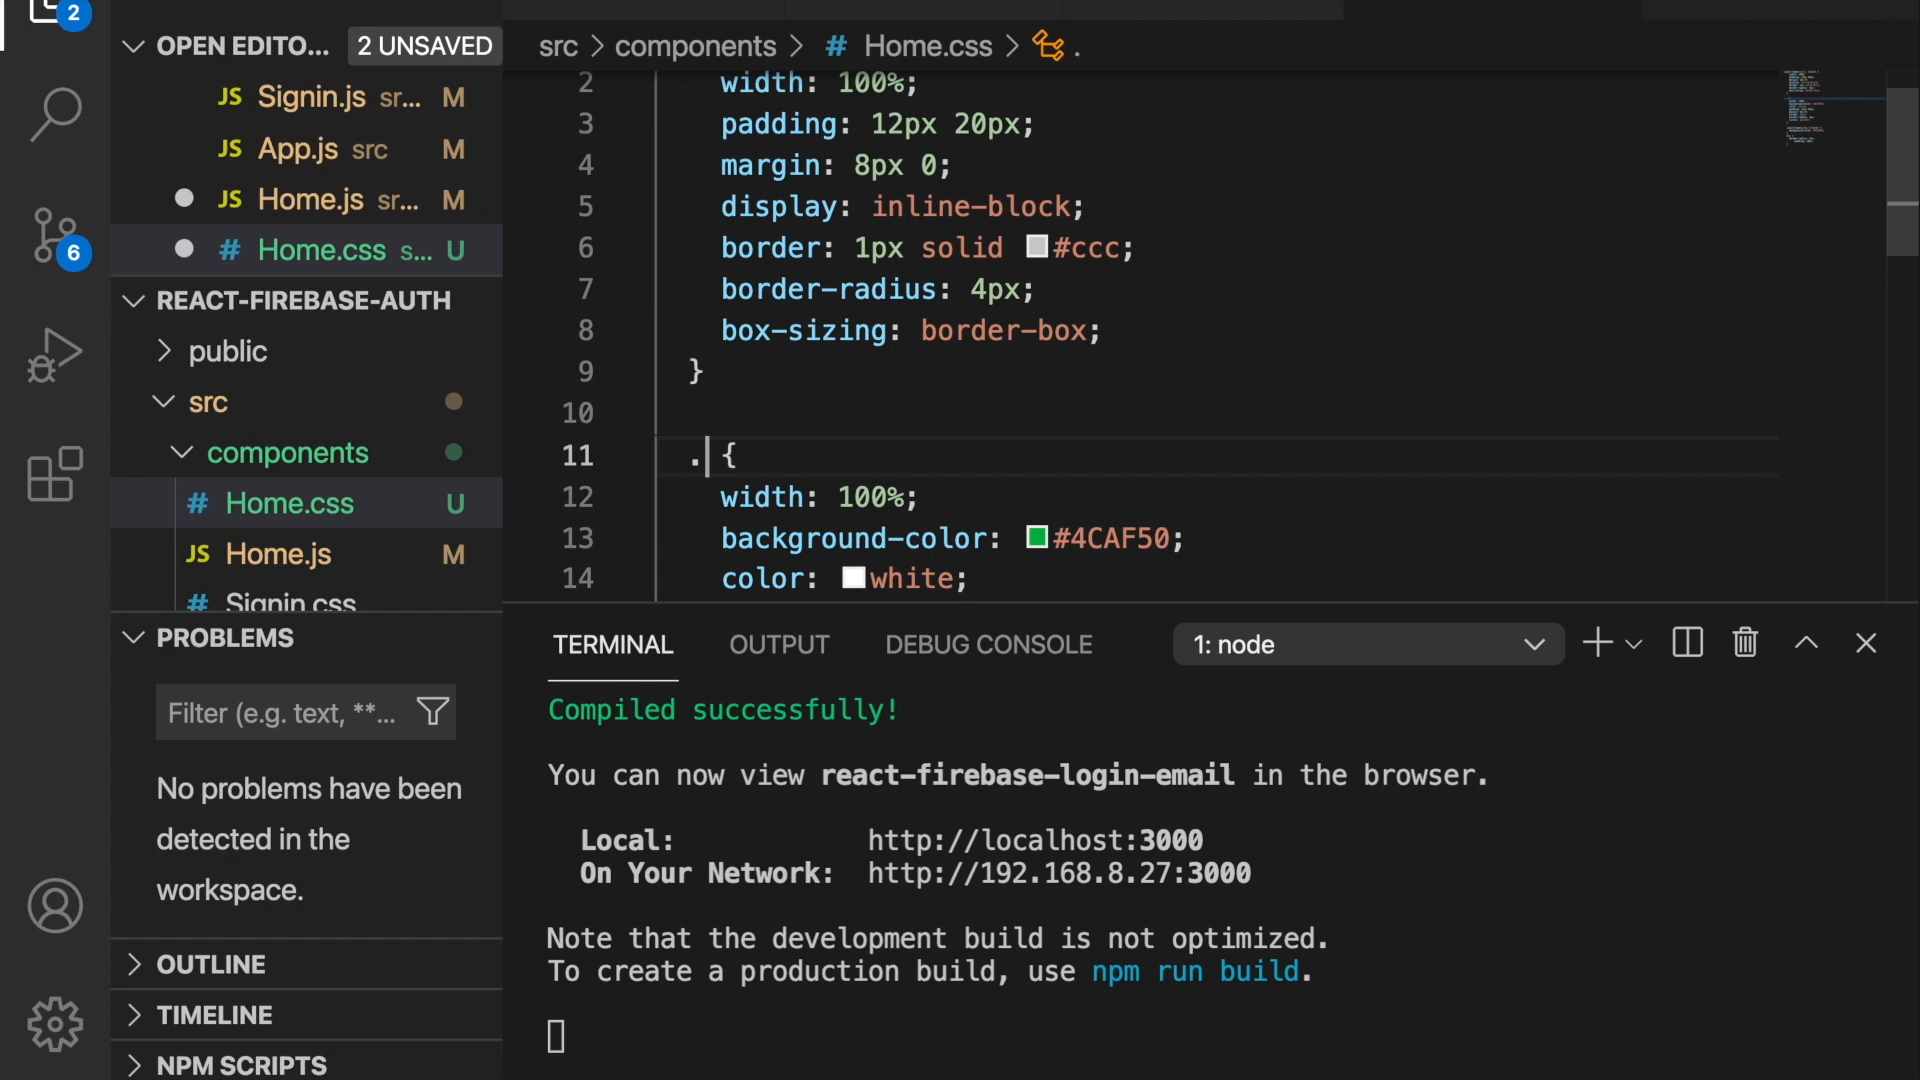 2
OPEN EDITO...
2 UNSAVED
JS Signin.js sr... M
JS App.js src M
JS Home.js sr... M
# Home.css s... U
6
REACT-FIREBASE-AUTH
public
src
components
# Home.css U
JS Home.js M
# Signin.css
PROBLEMS
Filter (e.g. text, **...
No problems have been
detected in the
workspace.
OUTLINE
TIMELINE
NPM SCRIPTS
src > components > # Home.css > .
2 width: 100%;
3 padding: 12px 20px;
4 margin: 8px 0;
5 display: inline-block;
6 border: 1px solid #ccc;
7 border-radius: 4px;
8 box-sizing: border-box;
9 }
10
11 . {
12 width: 100%;
13 background-color: #4CAF50;
14 color: white;
TERMINAL
OUTPUT
DEBUG CONSOLE
1: node
Compiled successfully!
You can now view react-firebase-login-email in the browser.
Local: http://localhost:3000
On Your Network: http://192.168.8.27:3000
Note that the development build is not optimized.
To create a production build, use npm run build.